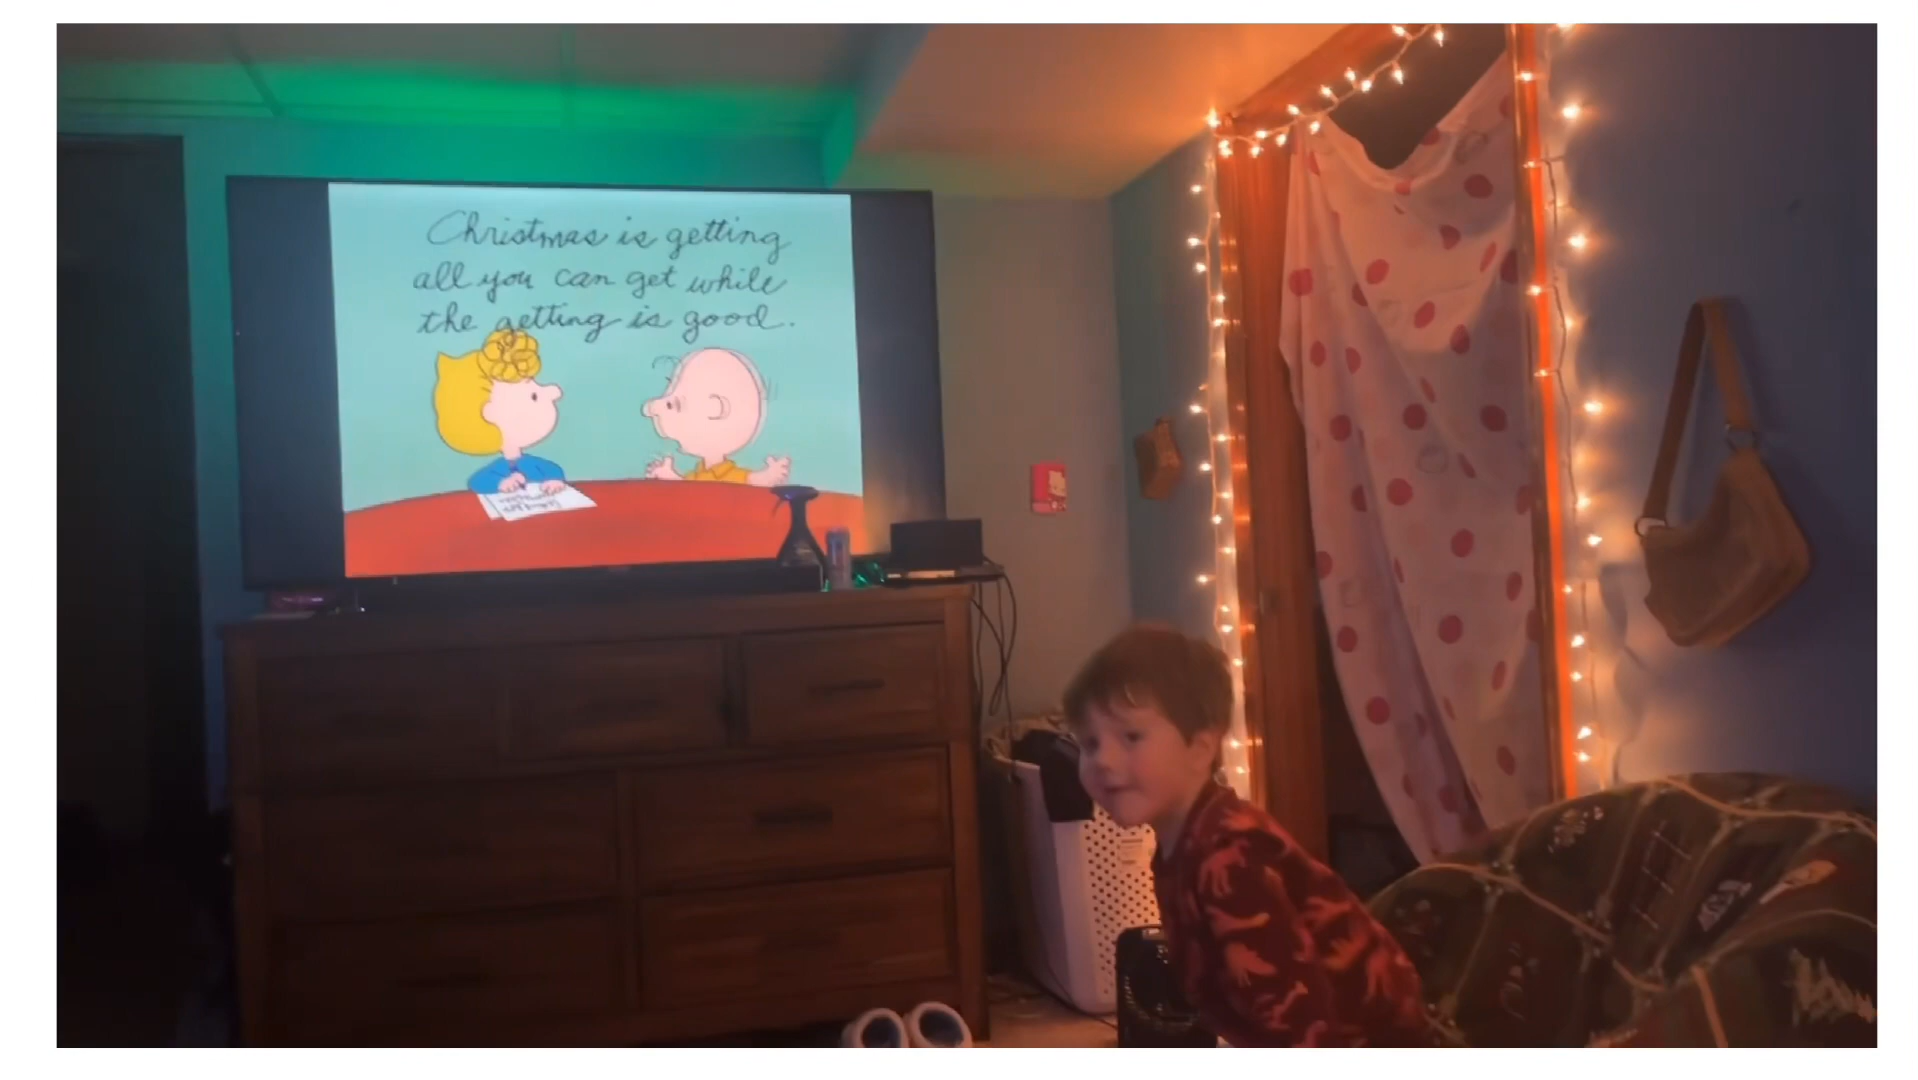 Christmas is getting
all you can get while
the getting is good.